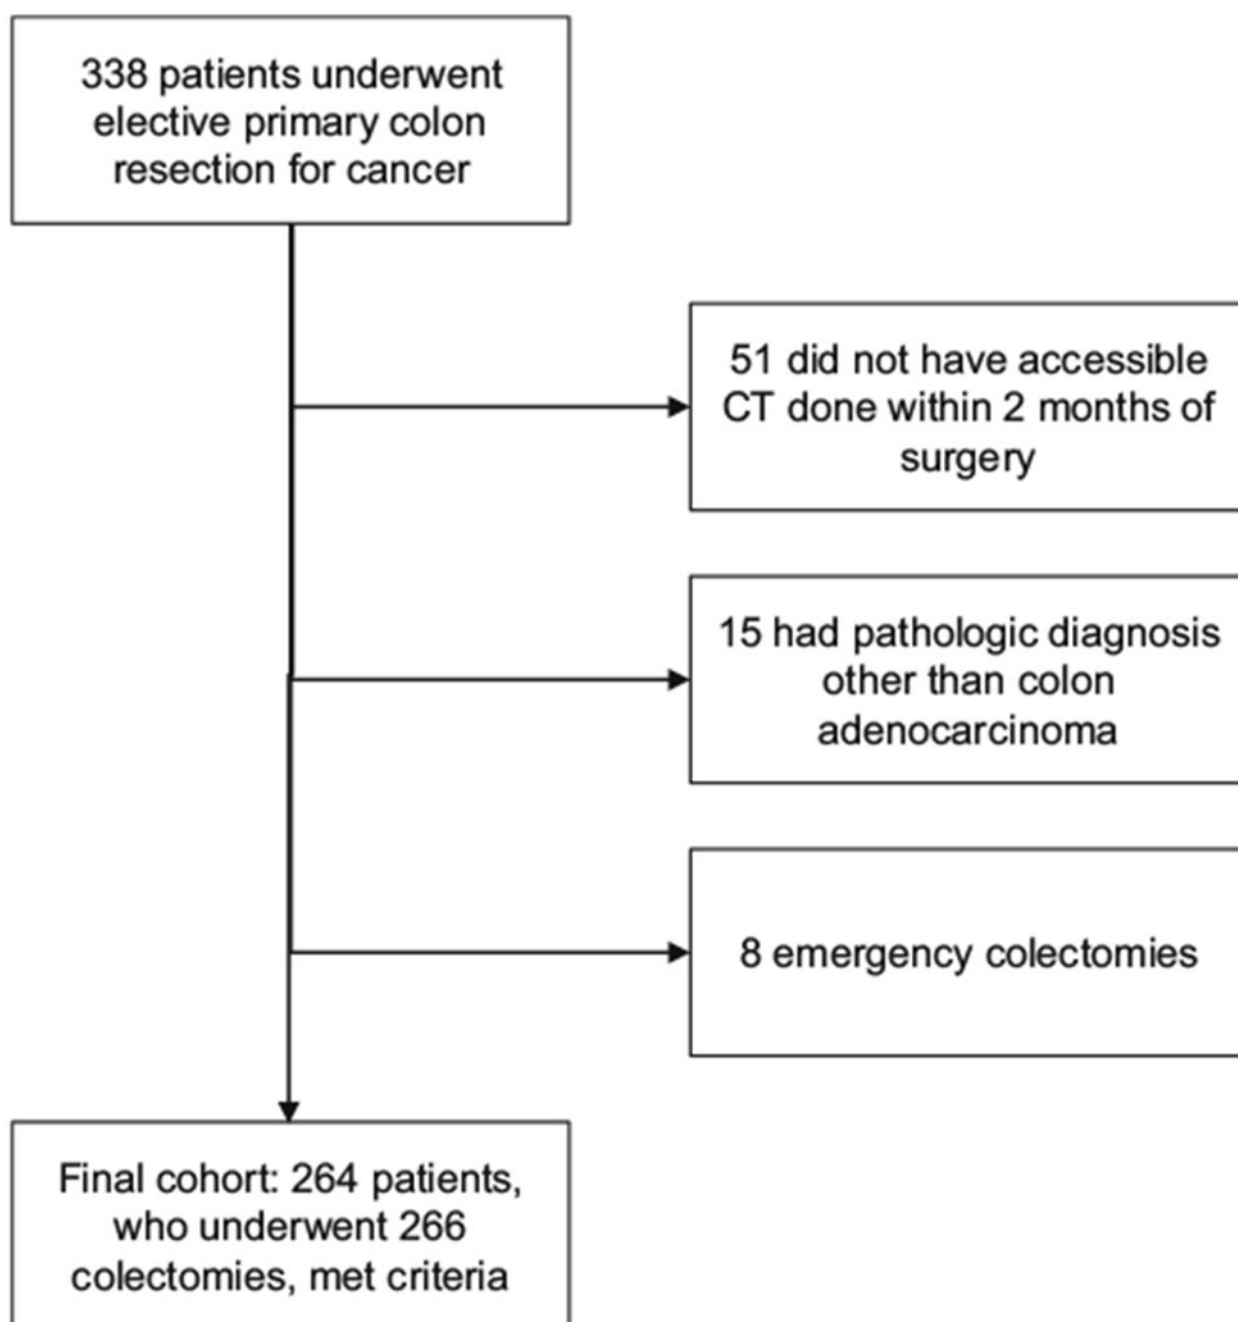 338 patients underwent
elective primary colon
resection for cancer
51 did not have accessible
CT done within 2 months of
surgery
15 had pathologic diagnosis
other than colon
adenocarcinoma
8 emergency colectomies
Final cohort: 264 patients,
who underwent 266
colectomies, met criteria